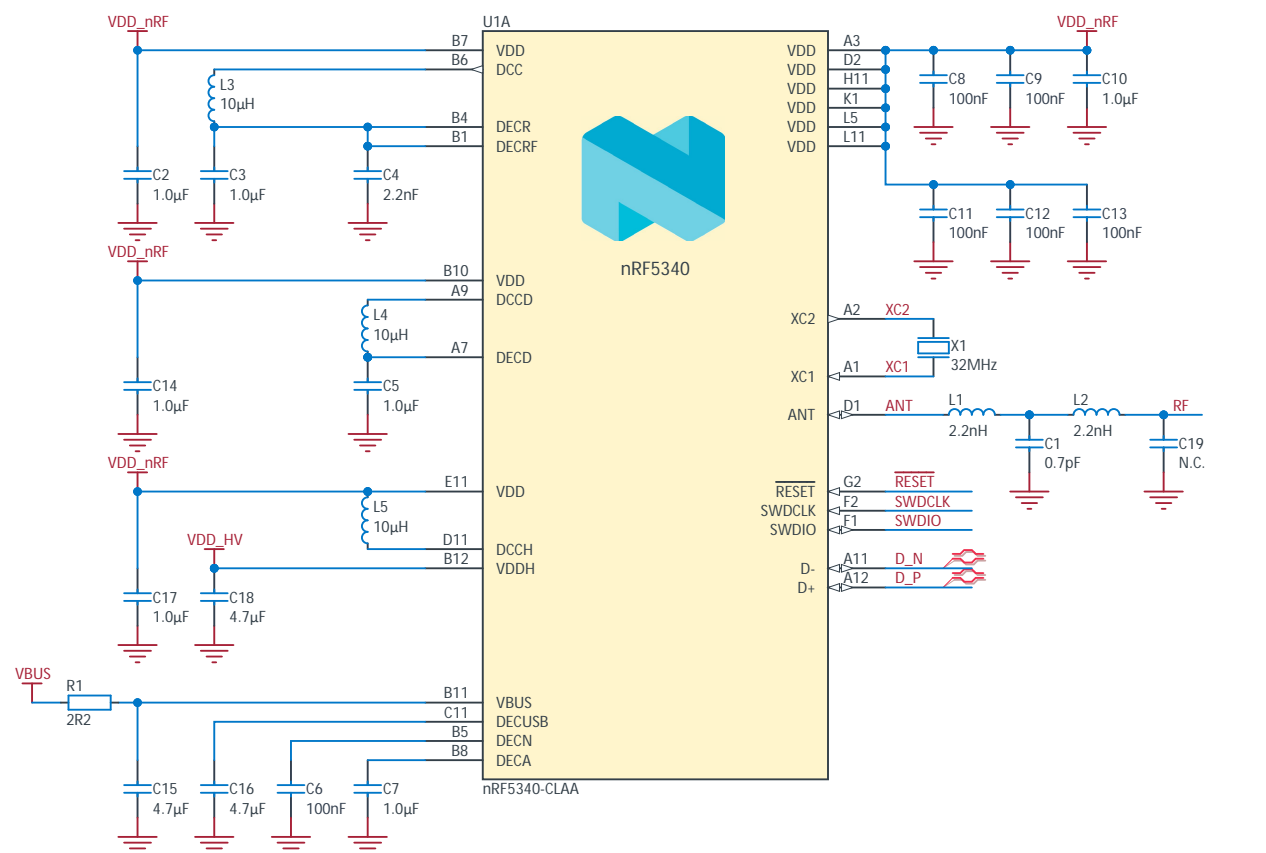 VDD_nRF
U1A
VDD_nRF
B7 VDD
B6 DCC
L3
10µH
B4 DECR
B1 DECRF
C2
1.0µF
C3
1.0µF
C4
2.2nF
VDD A3
VDD D2
VDD H11
VDD K1
VDD L5
VDD L11
C8
100nF
C9
100nF
C10
1.0µF
C11
100nF
C12
100nF
C13
100nF
nRF5340
VDD_nRF
B10 VDD
A9 DCCD
L4
10µH
A7 DECD
C14
1.0µF
C5
1.0µF
XC2 A2 XC2
X1
32MHz
XC1 A1 XC1
ANT D1 ANT
L1
2.2nH
L2
2.2nH
RF
C1
0.7pF
C19
N.C.
VDD_nRF
E11 VDD
L5
10µH
D11 DCCH
VDD_HV
B12 VDDH
C17
1.0µF
C18
4.7µF
RESET G2 RESET
SWDCLK F2 SWDCLK
SWDIO F1 SWDIO
D- A11 D_N
D+ A12 D_P
VBUS
R1
2R2
B11 VBUS
C11 DECUSB
B5 DECN
B8 DECA
C15
4.7µF
C16
4.7µF
C6
100nF
C7
1.0µF
nRF5340-CLAA